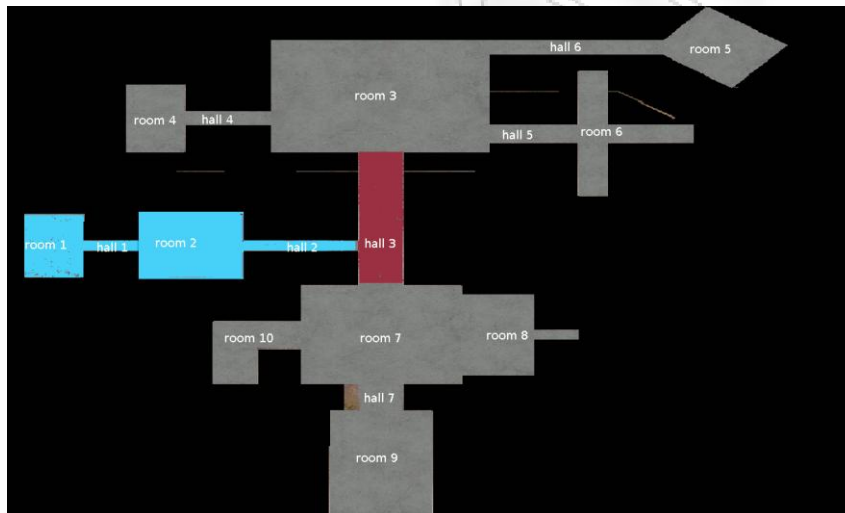 hall 6
room 5
room 3
room 4
hall 4
hall 5
room 6
room 1
hall 1
room 2
hall 2
hall 3
room 10
room 7
room 8
hall 7
room 9